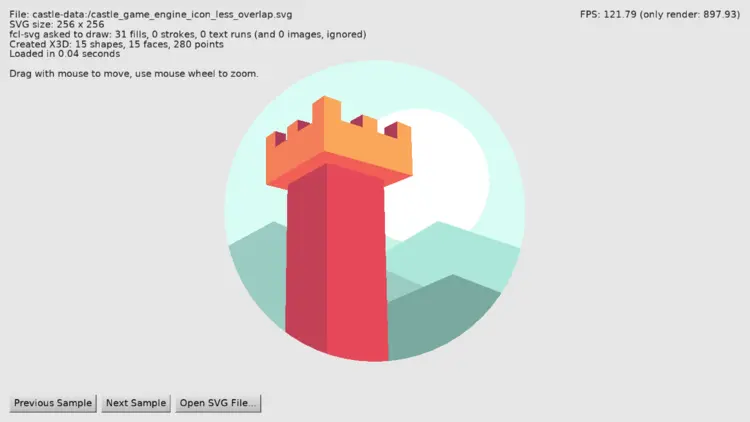 File: castle-data:/castle_game_engine_icon_less_overlap.svg
SVG size: 256 x 256
fcl-svg asked to draw: 31 fills, 0 strokes, 0 text runs (and 0 images, ignored)
Created X3D: 15 shapes, 15 faces, 280 points
Loaded in 0.04 seconds
Drag with mouse to move, use mouse wheel to zoom.
FPS: 121.79 (only render: 897.93)
Previous Sample
Next Sample
Open SVG File...